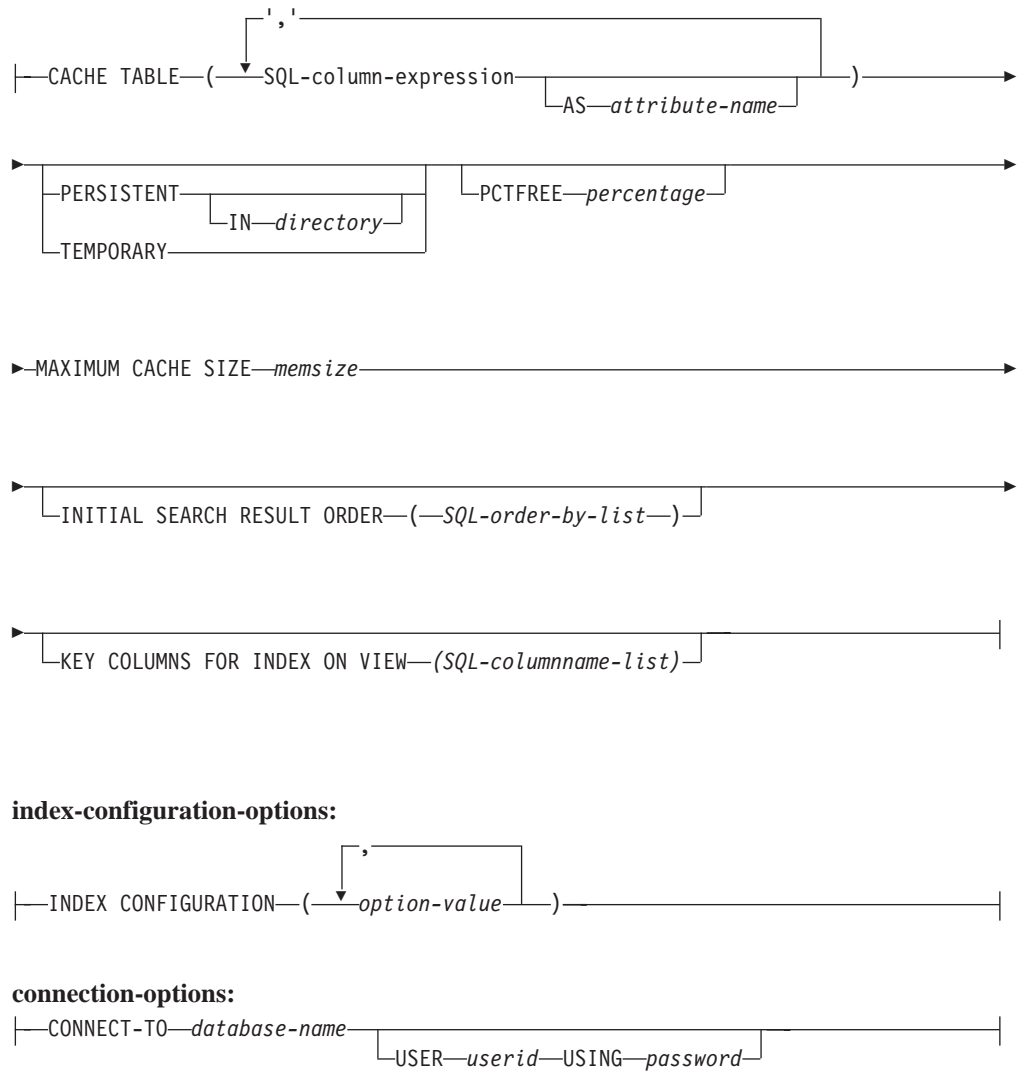 ','
CACHE TABLE ( SQL-column-expression )
AS attribute-name
PERSISTENT PCTFREE percentage
IN directory
TEMPORARY
MAXIMUM CACHE SIZE memsize
INITIAL SEARCH RESULT ORDER ( SQL-order-by-list )
KEY COLUMNS FOR INDEX ON VIEW (SQL-columnname-list)
index-configuration-options:
,
INDEX CONFIGURATION ( option-value )
connection-options:
CONNECT-TO database-name
USER userid USING password